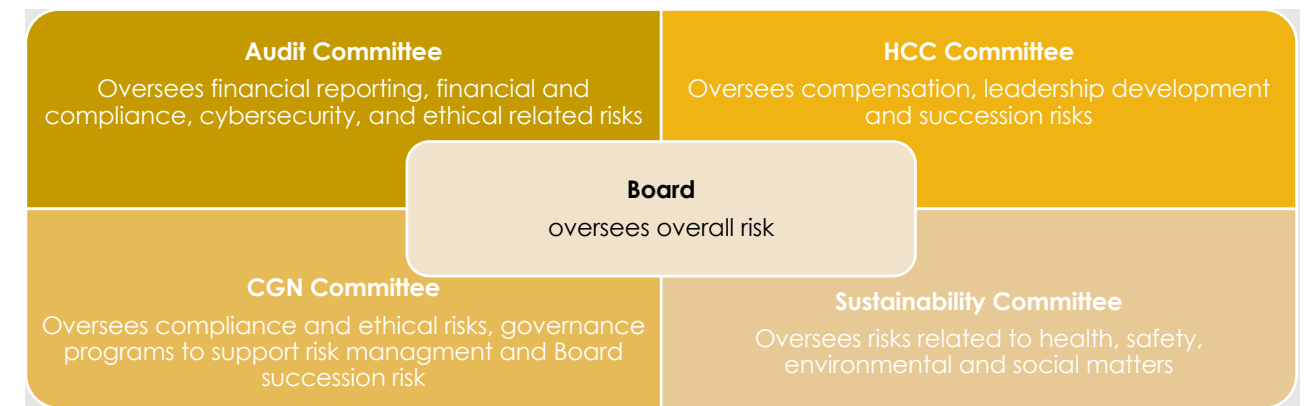 Audit Committee
Oversees financial reporting, financial and
compliance, cybersecurity, and ethical related risks
HCC Committee
Oversees compensation, leadership development
and succession risks
Board
oversees overall risk
CGN Committee
Oversees compliance and ethical risks, governance
programs to support risk managment and Board
succession risk
Sustainability Committee
Oversees risks related to health, safety,
environmental and social matters